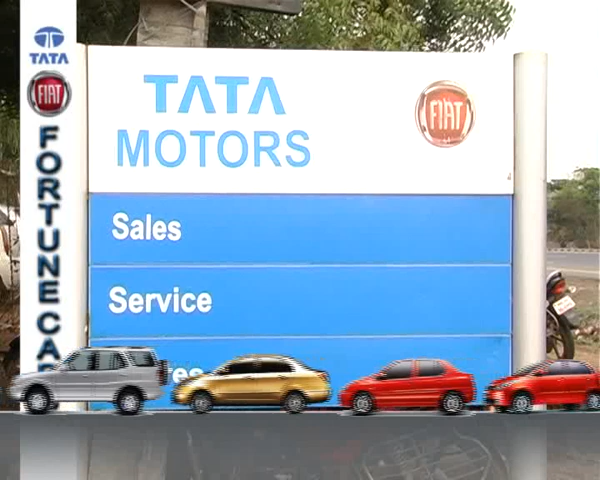 TATA
FIAT
FORTUNE CA
TATA
MOTORS
FIAT
Sales
Service